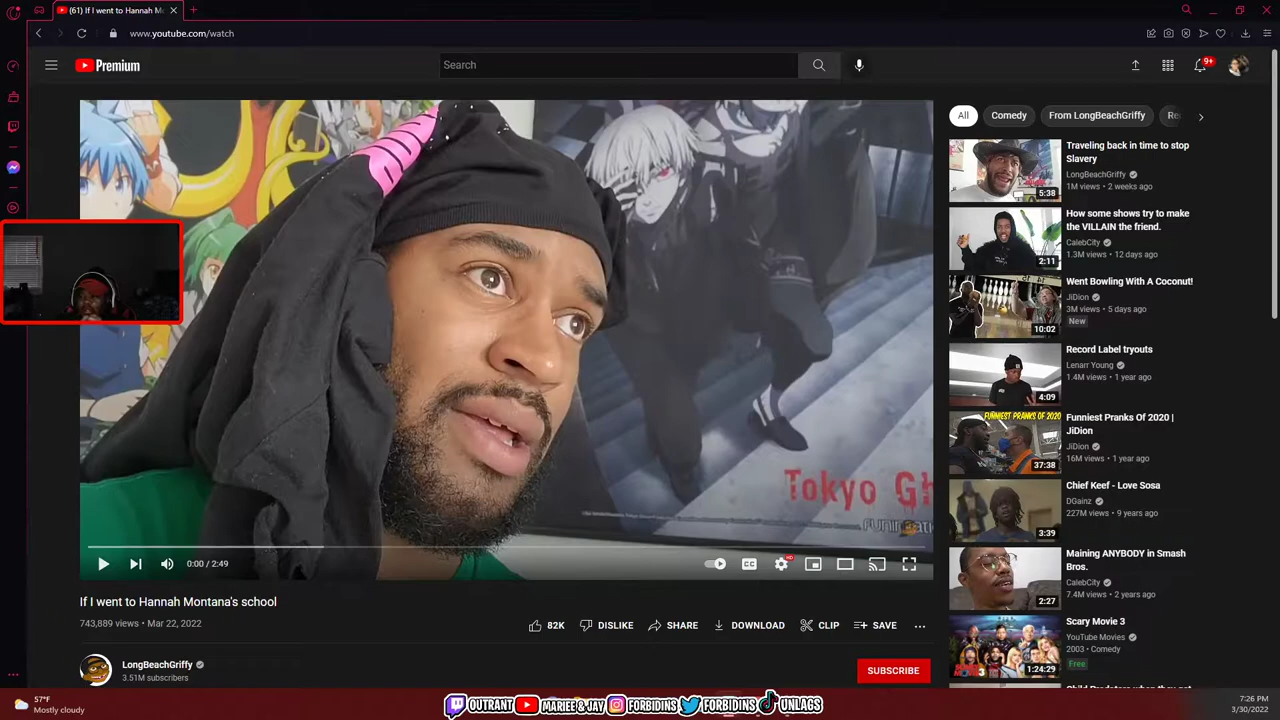 (61) If I went to Hannah M
www.youtube.com/watch
Premium
Search
9+
All
Comedy
From LongBeachGriffy
Re
Tokyo Gh
FUNIMATI
0:00 / 2:49
CC
HD
If I went to Hannah Montana's school
743,889 views • Mar 22, 2022
82K
DISLIKE
SHARE
DOWNLOAD
CLIP
SAVE
LongBeachGriffy
3.51M subscribers
SUBSCRIBE
5:38
Traveling back in time to stop
Slavery
LongBeachGriffy
1M views • 2 weeks ago
2:11
How some shows try to make
the VILLAIN the friend.
CalebCity
1.3M views • 12 days ago
10:02
Went Bowling With A Coconut!
JiDion
3M views • 5 days ago
New
4:09
Record Label tryouts
Lenarr Young
1.4M views • 1 year ago
FUNNIEST PRANKS OF 2020
37:38
Funniest Pranks Of 2020 |
JiDion
JiDion
16M views • 1 year ago
3:39
Chief Keef - Love Sosa
DGainz
227M views • 9 years ago
2:27
Maining ANYBODY in Smash
Bros.
CalebCity
7.4M views • 2 years ago
1:24:29
Scary Movie 3
YouTube Movies
2003 • Comedy
Free
57°F
Mostly cloudy
OUTRANT
MARIEE & JAY
FORBIDINS
FORBIDINS
UNLAGS
7:26 PM
3/30/2022